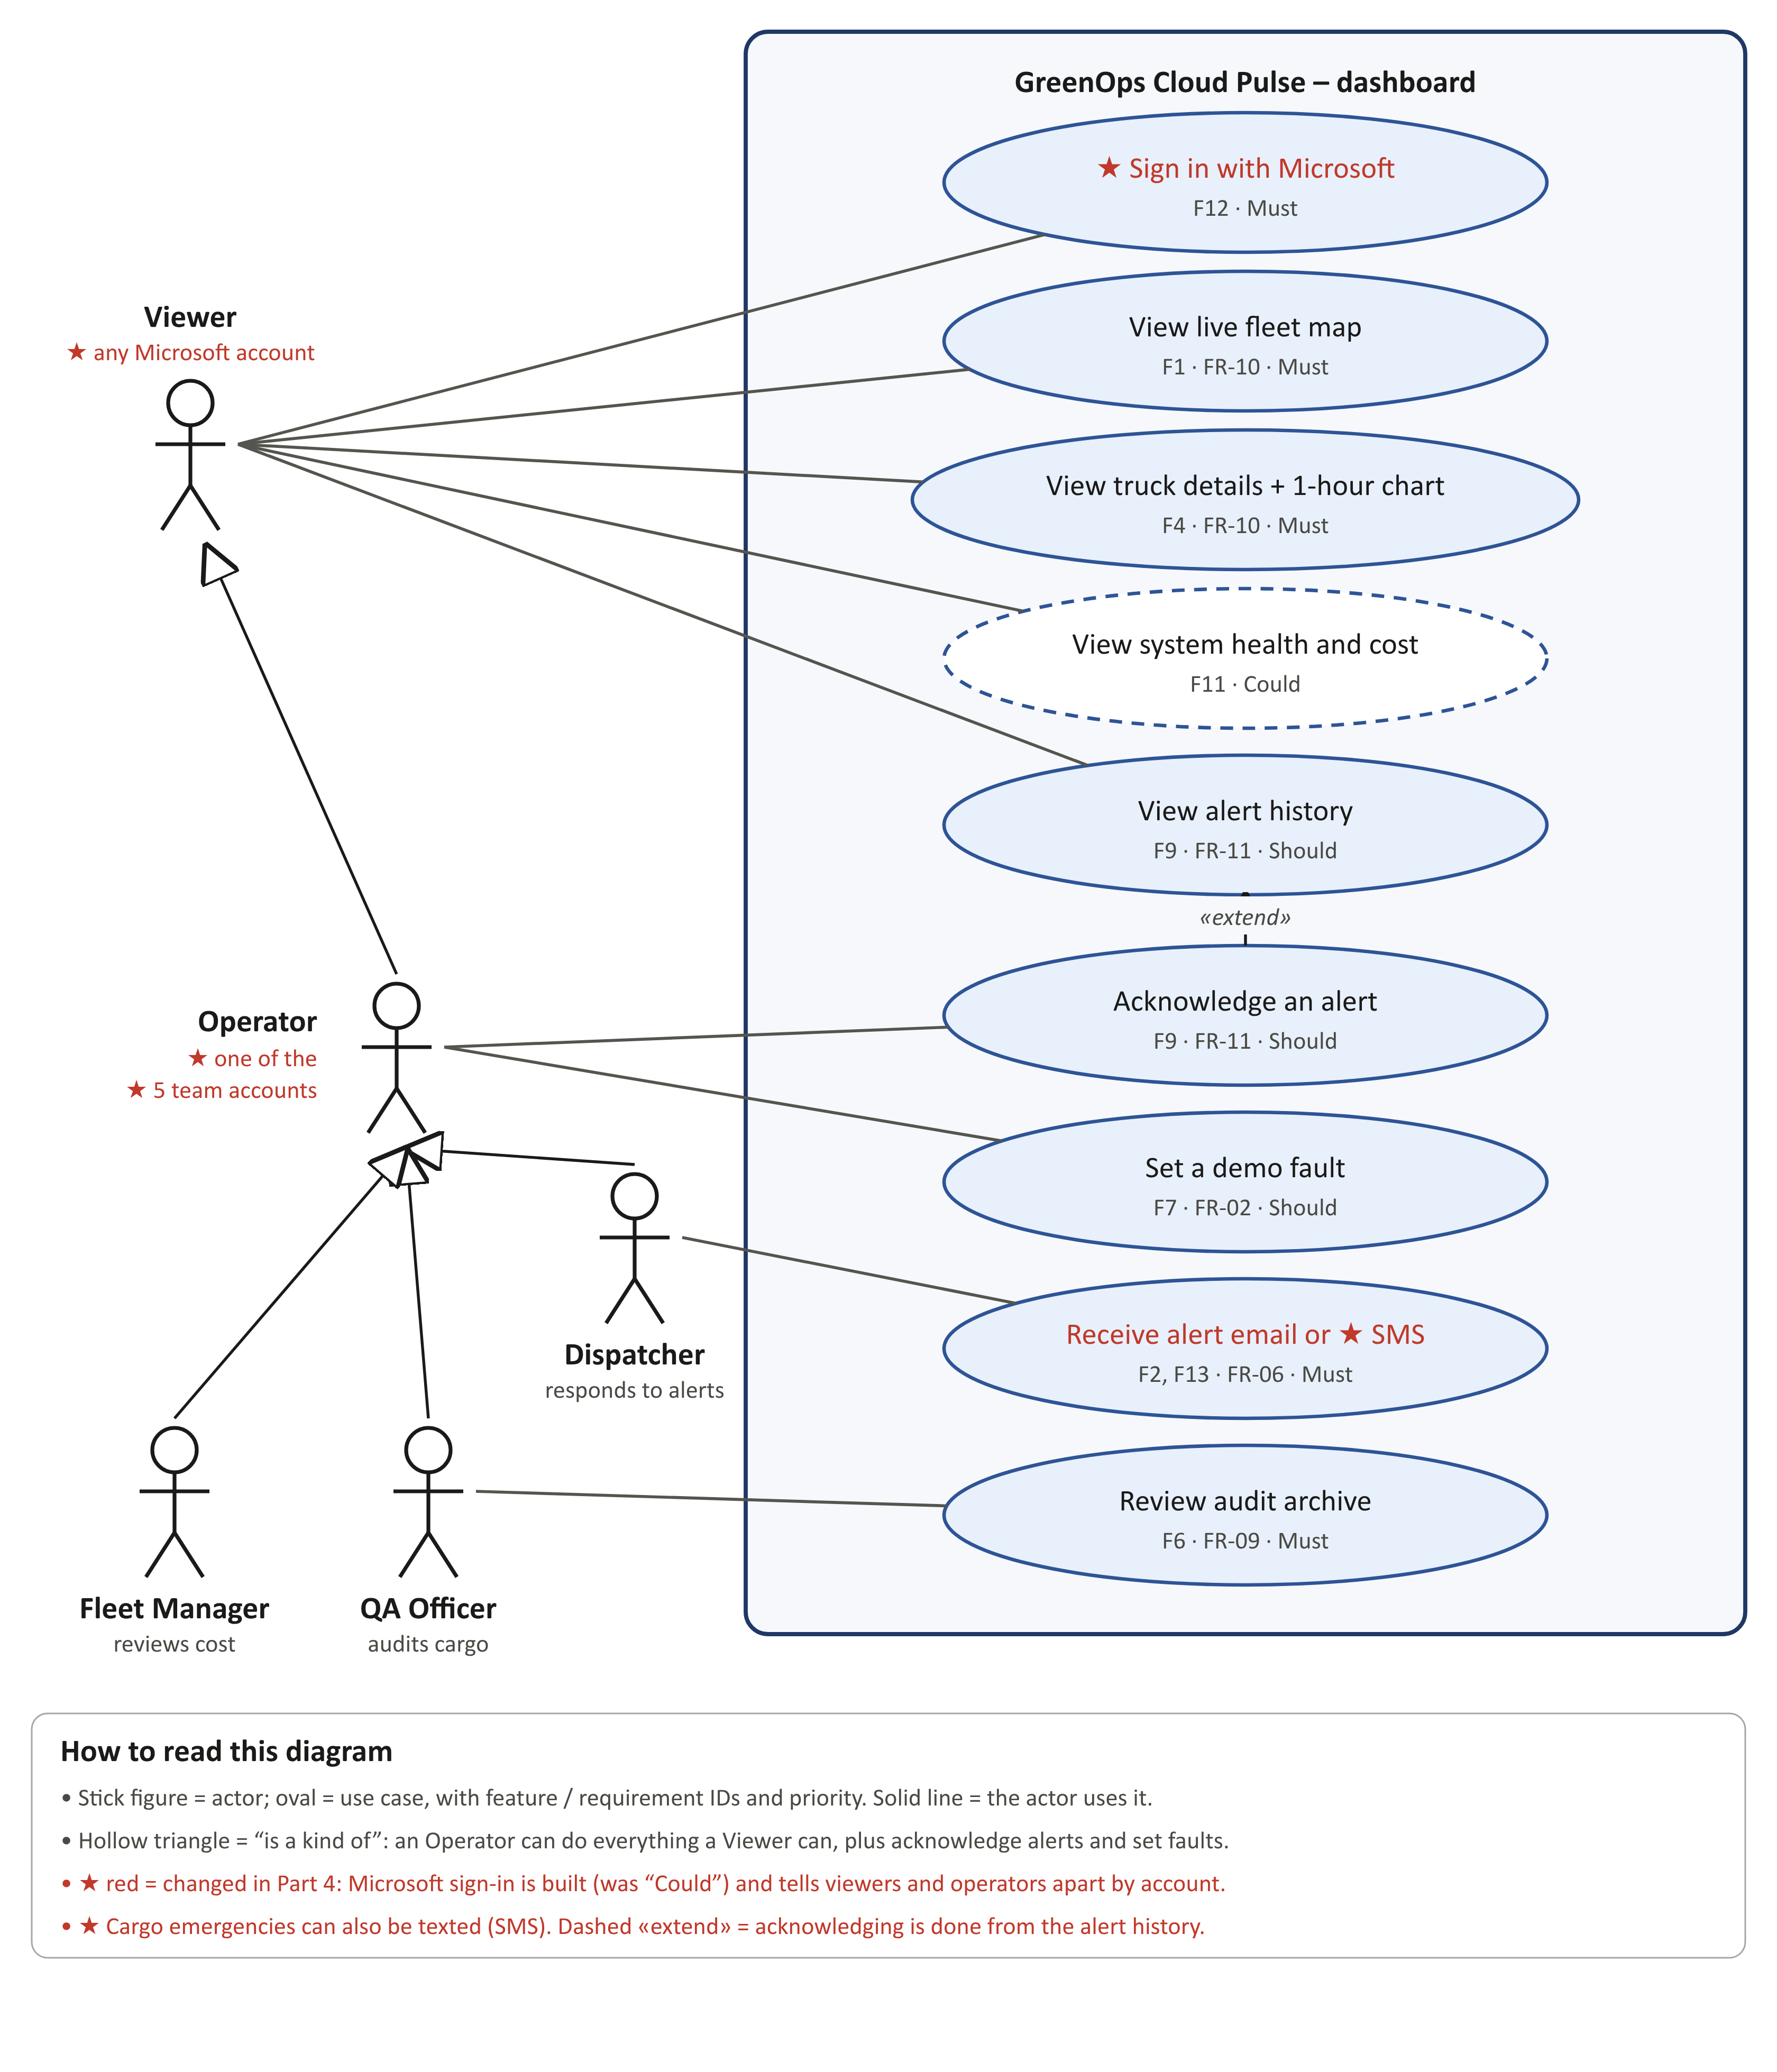 GreenOps Cloud Pulse – dashboard
★ Sign in with Microsoft
F12 · Must
View live fleet map
F1 · FR-10 · Must
Viewer
★ any Microsoft account
View truck details + 1-hour chart
F4 · FR-10 · Must
View system health and cost
F11 · Could
View alert history
F9 · FR-11 · Should
«extend»
Acknowledge an alert
F9 · FR-11 · Should
Operator
★ one of the
★ 5 team accounts
Set a demo fault
F7 · FR-02 · Should
Receive alert email or ★ SMS
F2, F13 · FR-06 · Must
Dispatcher
responds to alerts
Review audit archive
F6 · FR-09 · Must
Fleet Manager
reviews cost
QA Officer
audits cargo
How to read this diagram
• Stick figure = actor; oval = use case, with feature / requirement IDs and priority. Solid line = the actor uses it.
• Hollow triangle = “is a kind of”: an Operator can do everything a Viewer can, plus acknowledge alerts and set faults.
• ★ red = changed in Part 4: Microsoft sign-in is built (was “Could”) and tells viewers and operators apart by account.
• ★ Cargo emergencies can also be texted (SMS). Dashed «extend» = acknowledging is done from the alert history.